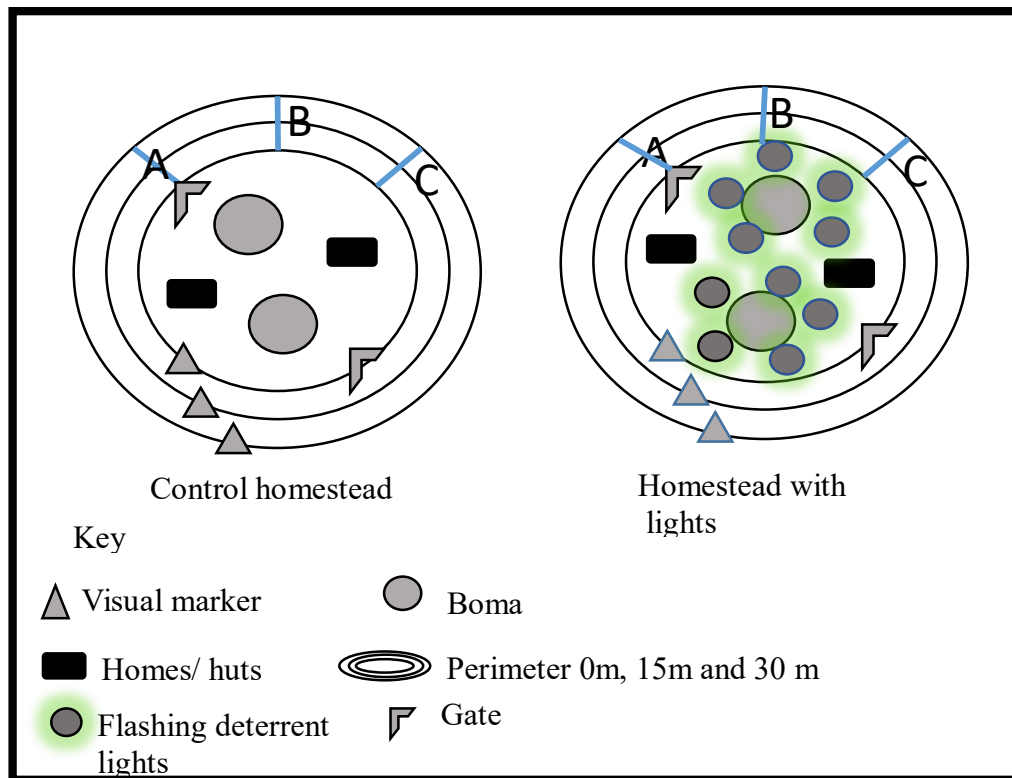 A
B
C
A
B
C
Control homestead
Homestead with
lights
Key
Visual marker
Boma
Homes/ huts
Perimeter 0m, 15m and 30 m
Flashing deterrent
lights
Gate